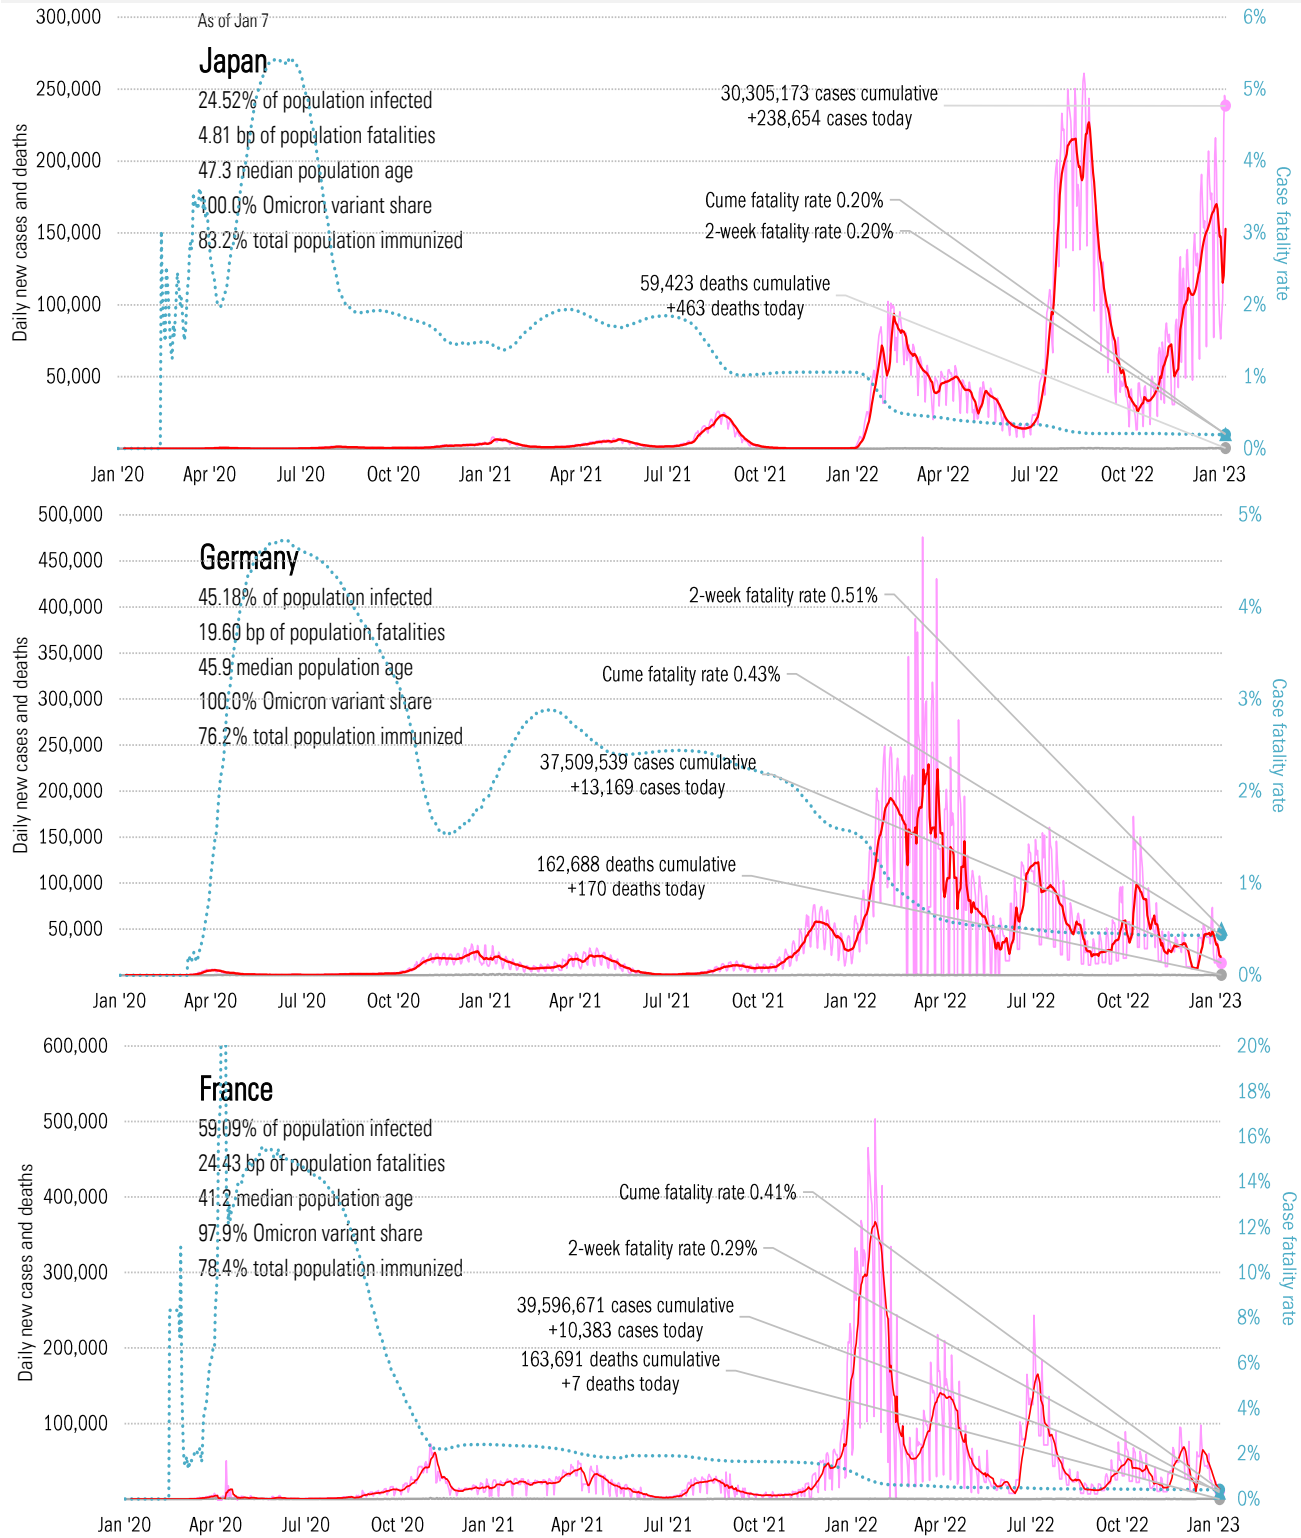 As of Jan 7
Japan
24.52% of population infected
4.81 bp of population fatalities
47.3 median population age
100.0% Omicron variant share
83.2% total population immunized
30,305,173 cases cumulative
+238,654 cases today
Cume fatality rate 0.20%
2-week fatality rate 0.20%
59,423 deaths cumulative
+463 deaths today
Daily new cases and deaths
300,000
250,000
200,000
150,000
100,000
50,000
6%
5%
4%
3%
2%
1%
0%
Case fatality rate
Jan '20 Apr '20 Jul '20 Oct '20 Jan '21 Apr '21 Jul '21 Oct '21 Jan '22 Apr '22 Jul '22 Oct '22 Jan '23
Germany
45.18% of population infected
19.60 bp of population fatalities
45.9 median population age
100.0% Omicron variant share
76.2% total population immunized
2-week fatality rate 0.51%
Cume fatality rate 0.43%
37,509,539 cases cumulative
+13,169 cases today
162,688 deaths cumulative
+170 deaths today
Daily new cases and deaths
500,000
450,000
400,000
350,000
300,000
250,000
200,000
150,000
100,000
50,000
5%
4%
3%
2%
1%
0%
Case fatality rate
Jan '20 Apr '20 Jul '20 Oct '20 Jan '21 Apr '21 Jul '21 Oct '21 Jan '22 Apr '22 Jul '22 Oct '22 Jan '23
France
59.09% of population infected
24.43 bp of population fatalities
41.2 median population age
97.9% Omicron variant share
78.4% total population immunized
Cume fatality rate 0.41%
2-week fatality rate 0.29%
39,596,671 cases cumulative
+10,383 cases today
163,691 deaths cumulative
+7 deaths today
Daily new cases and deaths
600,000
500,000
400,000
300,000
200,000
100,000
20%
18%
16%
14%
12%
10%
8%
6%
4%
2%
0%
Case fatality rate
Jan '20 Apr '20 Jul '20 Oct '20 Jan '21 Apr '21 Jul '21 Oct '21 Jan '22 Apr '22 Jul '22 Oct '22 Jan '23